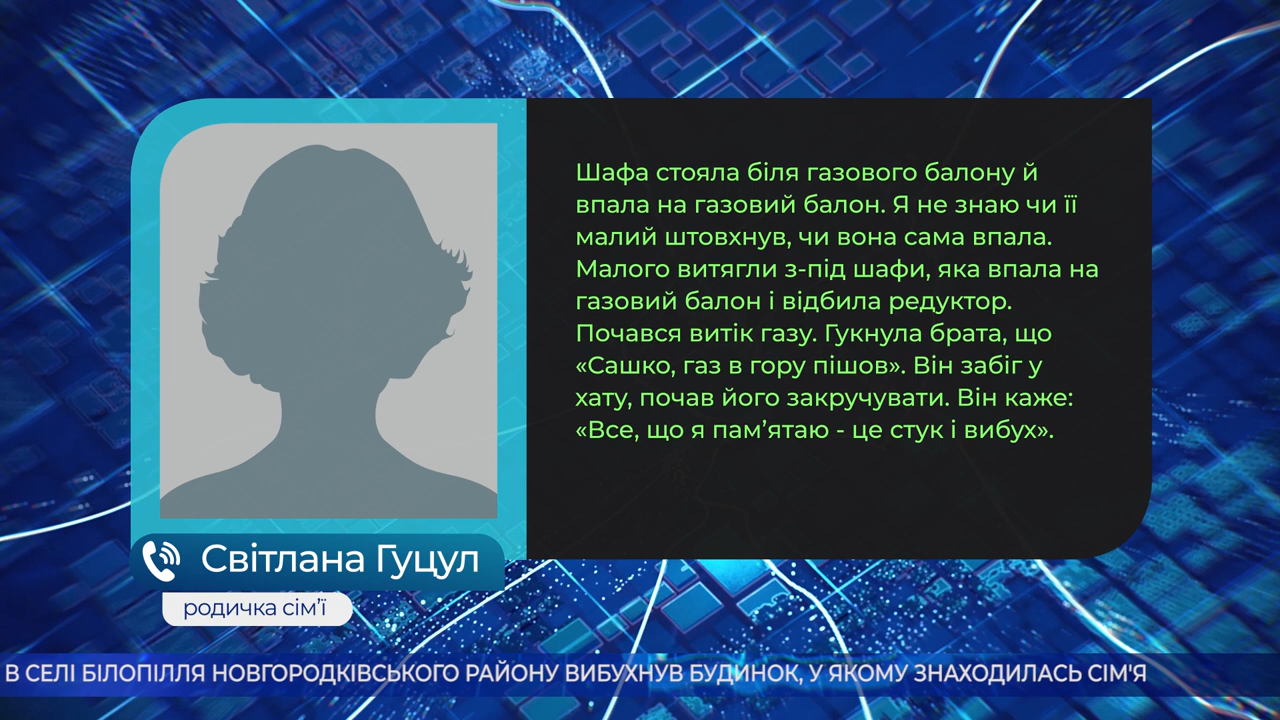 Шафа стояла біля газового балону й
впала на газовий балон. Я не знаю чи її
малий штовхнув, чи вона сама впала.
Малого витягли з-під шафи, яка впала на
газовий балон і відбила редуктор.
Почався витік газу. Гукнула брата, що
«Сашко, газ в гору пішов». Він забіг у
хату, почав його закручувати. Він каже:
«Все, що я пам’ятаю - це стук і вибух».
Світлана Гуцул
родичка сім’ї
В СЕЛІ БІЛОПІЛЛЯ НОВГОРОДКІВСЬКОГО РАЙОНУ ВИБУХНУВ БУДИНОК, У ЯКОМУ ЗНАХОДИЛАСЬ СІМ'Я